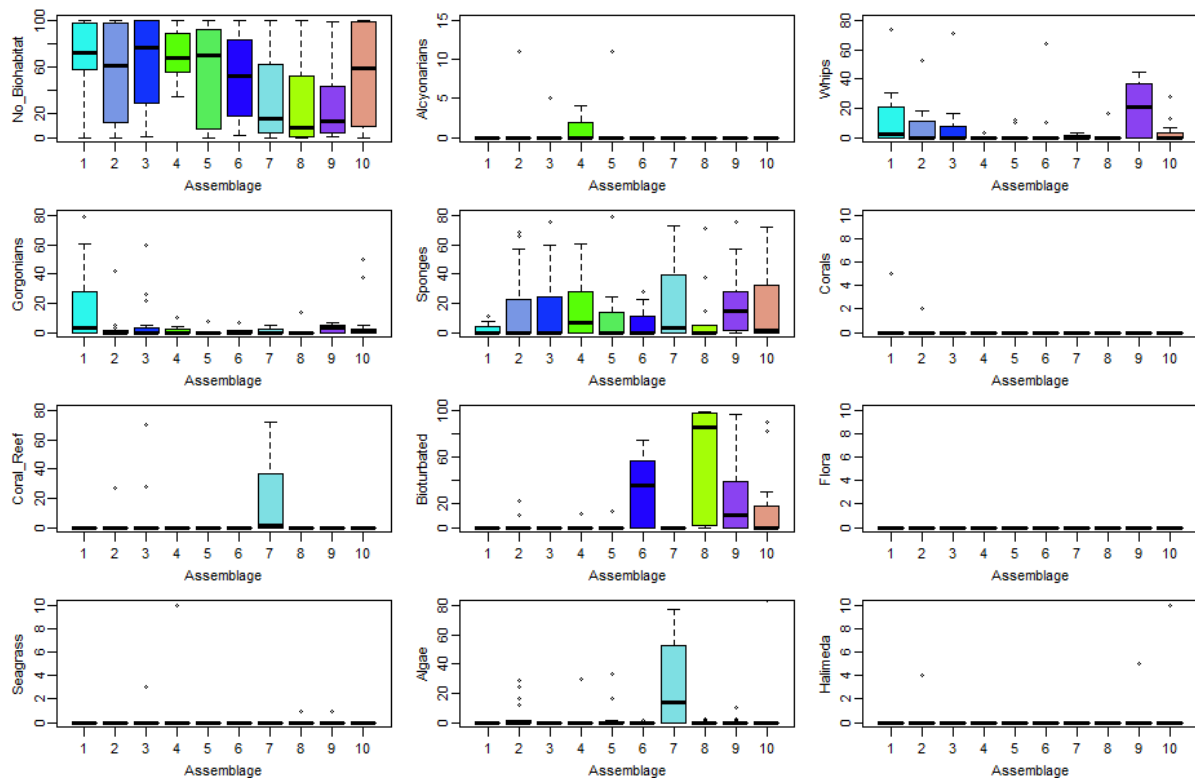 No_Biohabitat
0 20 60 100
1 2 3 4 5 6 7 8 9 10
Assemblage
Alcyonarians
0 5 10 15
1 2 3 4 5 6 7 8 9 10
Assemblage
Whips
0 20 40 60 80
1 2 3 4 5 6 7 8 9 10
Assemblage
Gorgonians
0 20 40 60 80
1 2 3 4 5 6 7 8 9 10
Assemblage
Sponges
0 20 40 60 80
1 2 3 4 5 6 7 8 9 10
Assemblage
Corals
0 2 4 6 8 10
1 2 3 4 5 6 7 8 9 10
Assemblage
Coral_Reef
0 20 40 60 80
1 2 3 4 5 6 7 8 9 10
Assemblage
Bioturbated
0 20 60 100
1 2 3 4 5 6 7 8 9 10
Assemblage
Flora
0 2 4 6 8 10
1 2 3 4 5 6 7 8 9 10
Assemblage
Seagrass
0 2 4 6 8 10
1 2 3 4 5 6 7 8 9 10
Assemblage
Algae
0 20 40 60 80
1 2 3 4 5 6 7 8 9 10
Assemblage
Halimeda
0 2 4 6 8 10
1 2 3 4 5 6 7 8 9 10
Assemblage